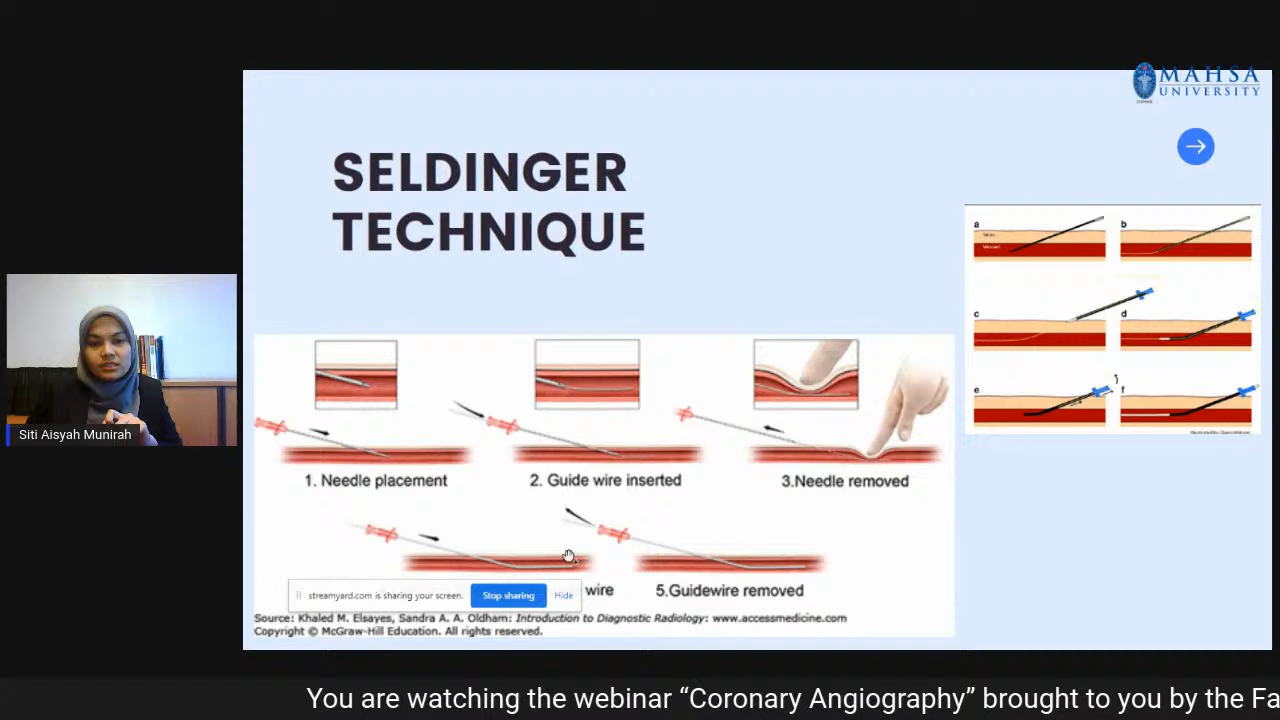 MAHSA
UNIVERSITY
SELDINGER
TECHNIQUE
a
b
c
d
e
f
1. Needle placement
2. Guide wire inserted
3.Needle removed
wire
5.Guidewire removed
streamyard.com is sharing your screen.
Stop sharing
Hide
Source: Khaled M. Elsayes, Sandra A. A. Oldham: Introduction to Diagnostic Radiology: www.accessmedicine.com
Copyright © McGraw-Hill Education. All rights reserved.
Siti Aisyah Munirah
You are watching the webinar “Coronary Angiography” brought to you by the Fa